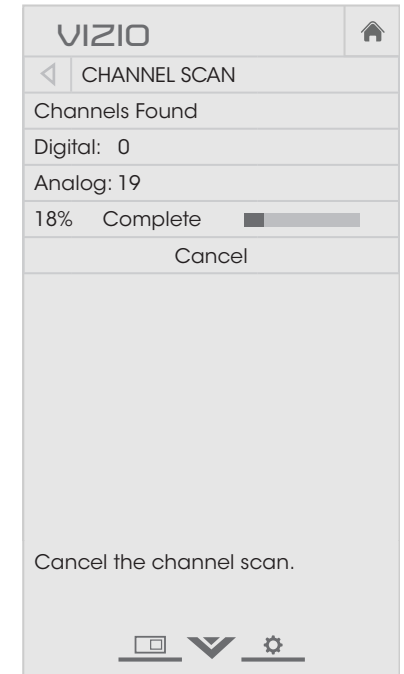 VIZIO
CHANNEL SCAN
Channels Found
Digital: 0
Analog: 19
18% Complete
Cancel
Cancel the channel scan.